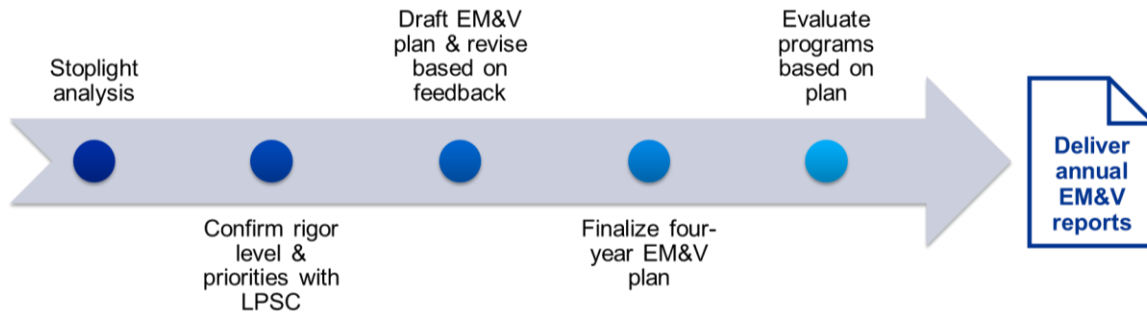 Stoplight
analysis
Confirm rigor
level &
priorities with
LPSC
Draft EM&V
plan & revise
based on
feedback
Finalize four-
year EM&V
plan
Evaluate
programs
based on
plan
Deliver
annual
EM&V
reports